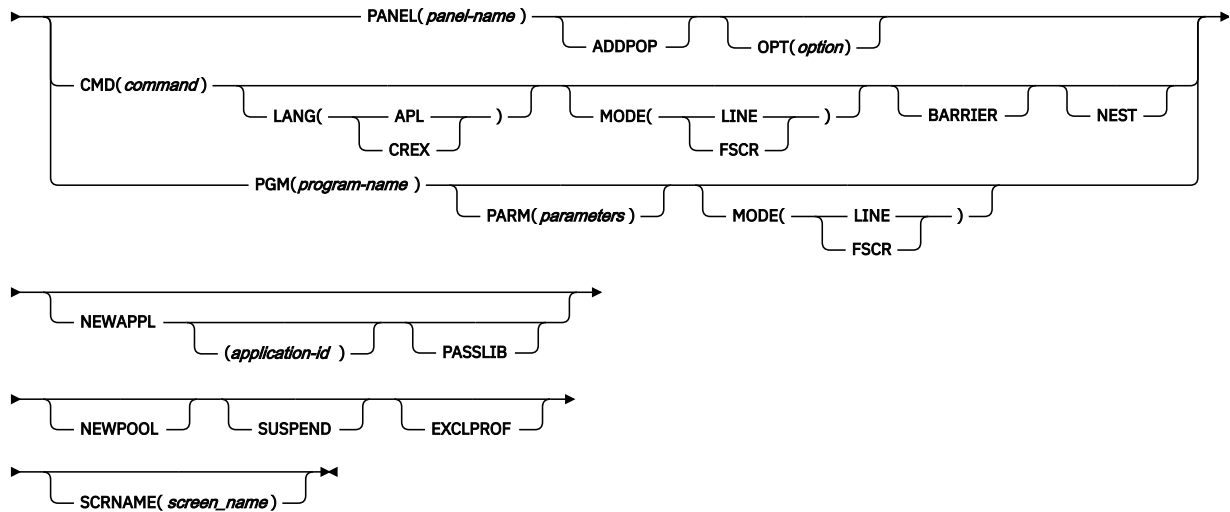 PANEL( panel-name )
ADDPOP OPT( option )
CMD( command )
LANG( APL )
CREX
MODE( LINE )
FSCR
BARRIER NEST
PGM( program-name )
PARM( parameters ) MODE( LINE )
FSCR
NEWAPPL
(application-id ) PASSLIB
NEWPOOL SUSPEND EXCLPROF
SCRNAME( screen_name )